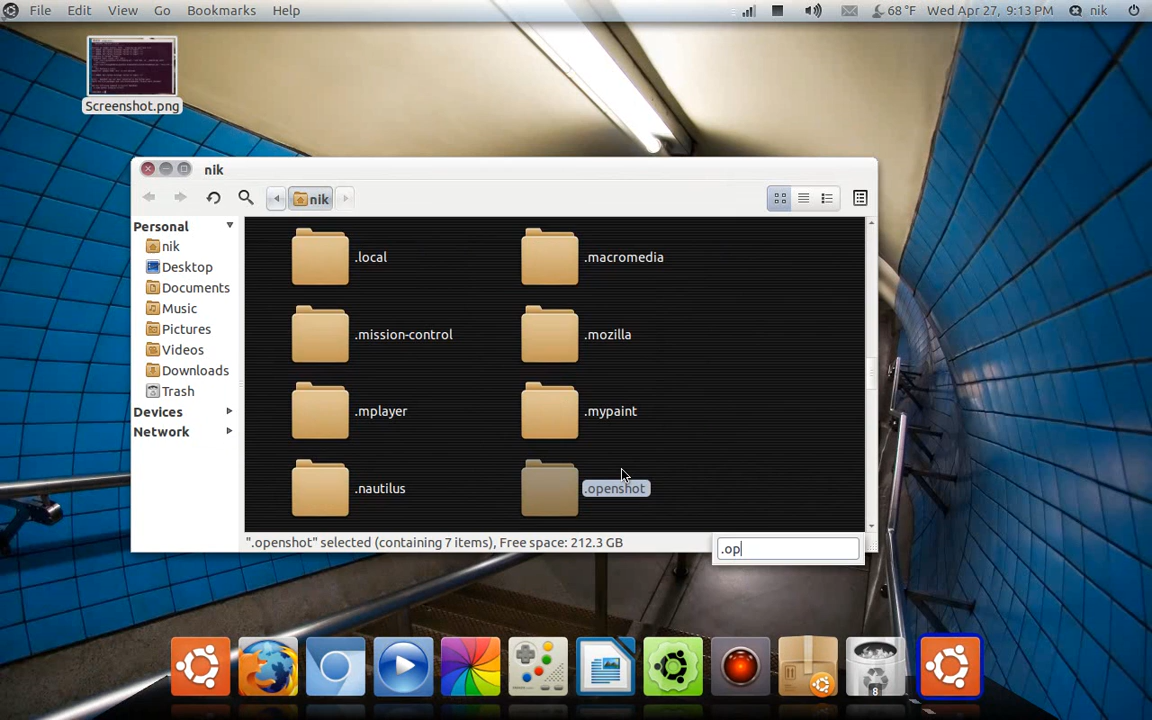 File Edit View Go Bookmarks Help 68 °F Wed Apr 27, 9:13 PM nik
Screenshot.png
nik
nik
Personal
nik
Desktop
Documents
Music
Pictures
Videos
Downloads
Trash
Devices
Network
.local .macromedia
.mission-control .mozilla
.mplayer .mypaint
.nautilus .openshot
".openshot" selected (containing 7 items), Free space: 212.3 GB
.op
8